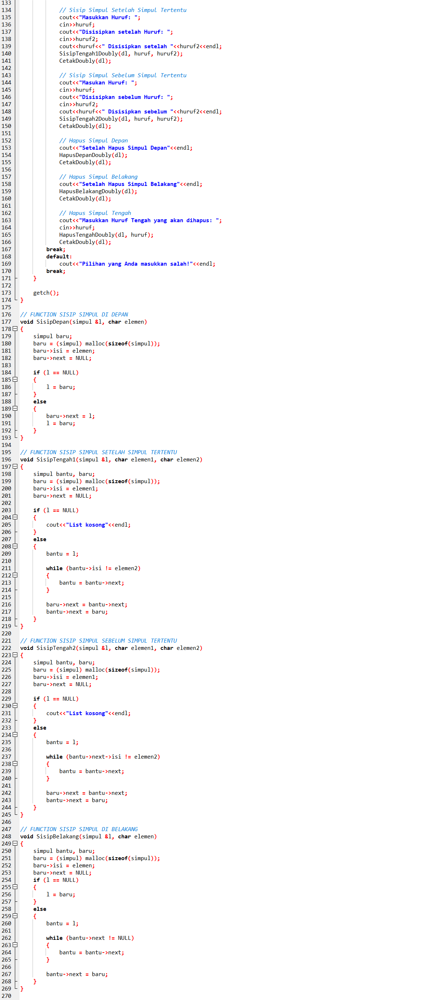 133
134 // Sisip Simpul Setelah Simpul Tertentu
135 cout<<"Masukkan Huruf: ";
136 cin>>huruf;
137 cout<<"Disisipkan setelah Huruf: ";
138 cin>>huruf2;
139 cout<<huruf<<" Disisipkan setelah "<<huruf2<<endl;
140 SisipTengah1Doubly(dl, huruf, huruf2);
141 CetakDoubly(dl);
142
143 // Sisip Simpul Sebelum Simpul Tertentu
144 cout<<"Masukan Huruf: ";
145 cin>>huruf;
146 cout<<"Disisipkan sebelum Huruf: ";
147 cin>>huruf2;
148 cout<<huruf<<" Disisipkan sebelum "<<huruf2<<endl;
149 SisipTengah2Doubly(dl, huruf, huruf2);
150 CetakDoubly(dl);
151
152 // Hapus Simpul Depan
153 cout<<"Setelah Hapus Simpul Depan"<<endl;
154 HapusDepanDoubly(dl);
155 CetakDoubly(dl);
156
157 // Hapus Simpul Belakang
158 cout<<"Setelah Hapus Simpul Belakang"<<endl;
159 HapusBelakangDoubly(dl);
160 CetakDoubly(dl);
161
162 // Hapus Simpul Tengah
163 cout<<"Masukkan Huruf Tengah yang akan dihapus: ";
164 cin>>huruf;
165 HapusTengahDoubly(dl, huruf);
166 CetakDoubly(dl);
167 break;
168 default:
169 cout<<"Pilihan yang Anda masukkan salah!"<<endl;
170 break;
171 }
172
173 getch();
174 }
175
176 // FUNCTION SISIP SIMPUL DI DEPAN
177 void SisipDepan(simpul &l, char elemen)
178 {
179 simpul baru;
180 baru = (simpul) malloc(sizeof(simpul));
181 baru->isi = elemen;
182 baru->next = NULL;
183
184 if (l == NULL)
185 {
186 l = baru;
187 }
188 else
189 {
190 baru->next = l;
191 l = baru;
192 }
193 }
194
195 // FUNCTION SISIP SIMPUL SETELAH SIMPUL TERTENTU
196 void SisipTengah1(simpul &l, char elemen1, char elemen2)
197 {
198 simpul bantu, baru;
199 baru = (simpul) malloc(sizeof(simpul));
200 baru->isi = elemen1;
201 baru->next = NULL;
202
203 if (l == NULL)
204 {
205 cout<<"List kosong"<<endl;
206 }
207 else
208 {
209 bantu = l;
210
211 while (bantu->isi != elemen2)
212 {
213 bantu = bantu->next;
214 }
215
216 baru->next = bantu->next;
217 bantu->next = baru;
218 }
219 }
220
221 // FUNCTION SISIP SIMPUL SEBELUM SIMPUL TERTENTU
222 void SisipTengah2(simpul &l, char elemen1, char elemen2)
223 {
224 simpul bantu, baru;
225 baru = (simpul) malloc(sizeof(simpul));
226 baru->isi = elemen1;
227 baru->next = NULL;
228
229 if (l == NULL)
230 {
231 cout<<"List kosong"<<endl;
232 }
233 else
234 {
235 bantu = l;
236
237 while (bantu->next->isi != elemen2)
238 {
239 bantu = bantu->next;
240 }
241
242 baru->next = bantu->next;
243 bantu->next = baru;
244 }
245 }
246
247 // FUNCTION SISIP SIMPUL DI BELAKANG
248 void SisipBelakang(simpul &l, char elemen)
249 {
250 simpul bantu, baru;
251 baru = (simpul) malloc(sizeof(simpul));
252 baru->isi = elemen;
253 baru->next = NULL;
254 if (l == NULL)
255 {
256 l = baru;
257 }
258 else
259 {
260 bantu = l;
261
262 while (bantu->next != NULL)
263 {
264 bantu = bantu->next;
265 }
266
267 bantu->next = baru;
268 }
269 }
270